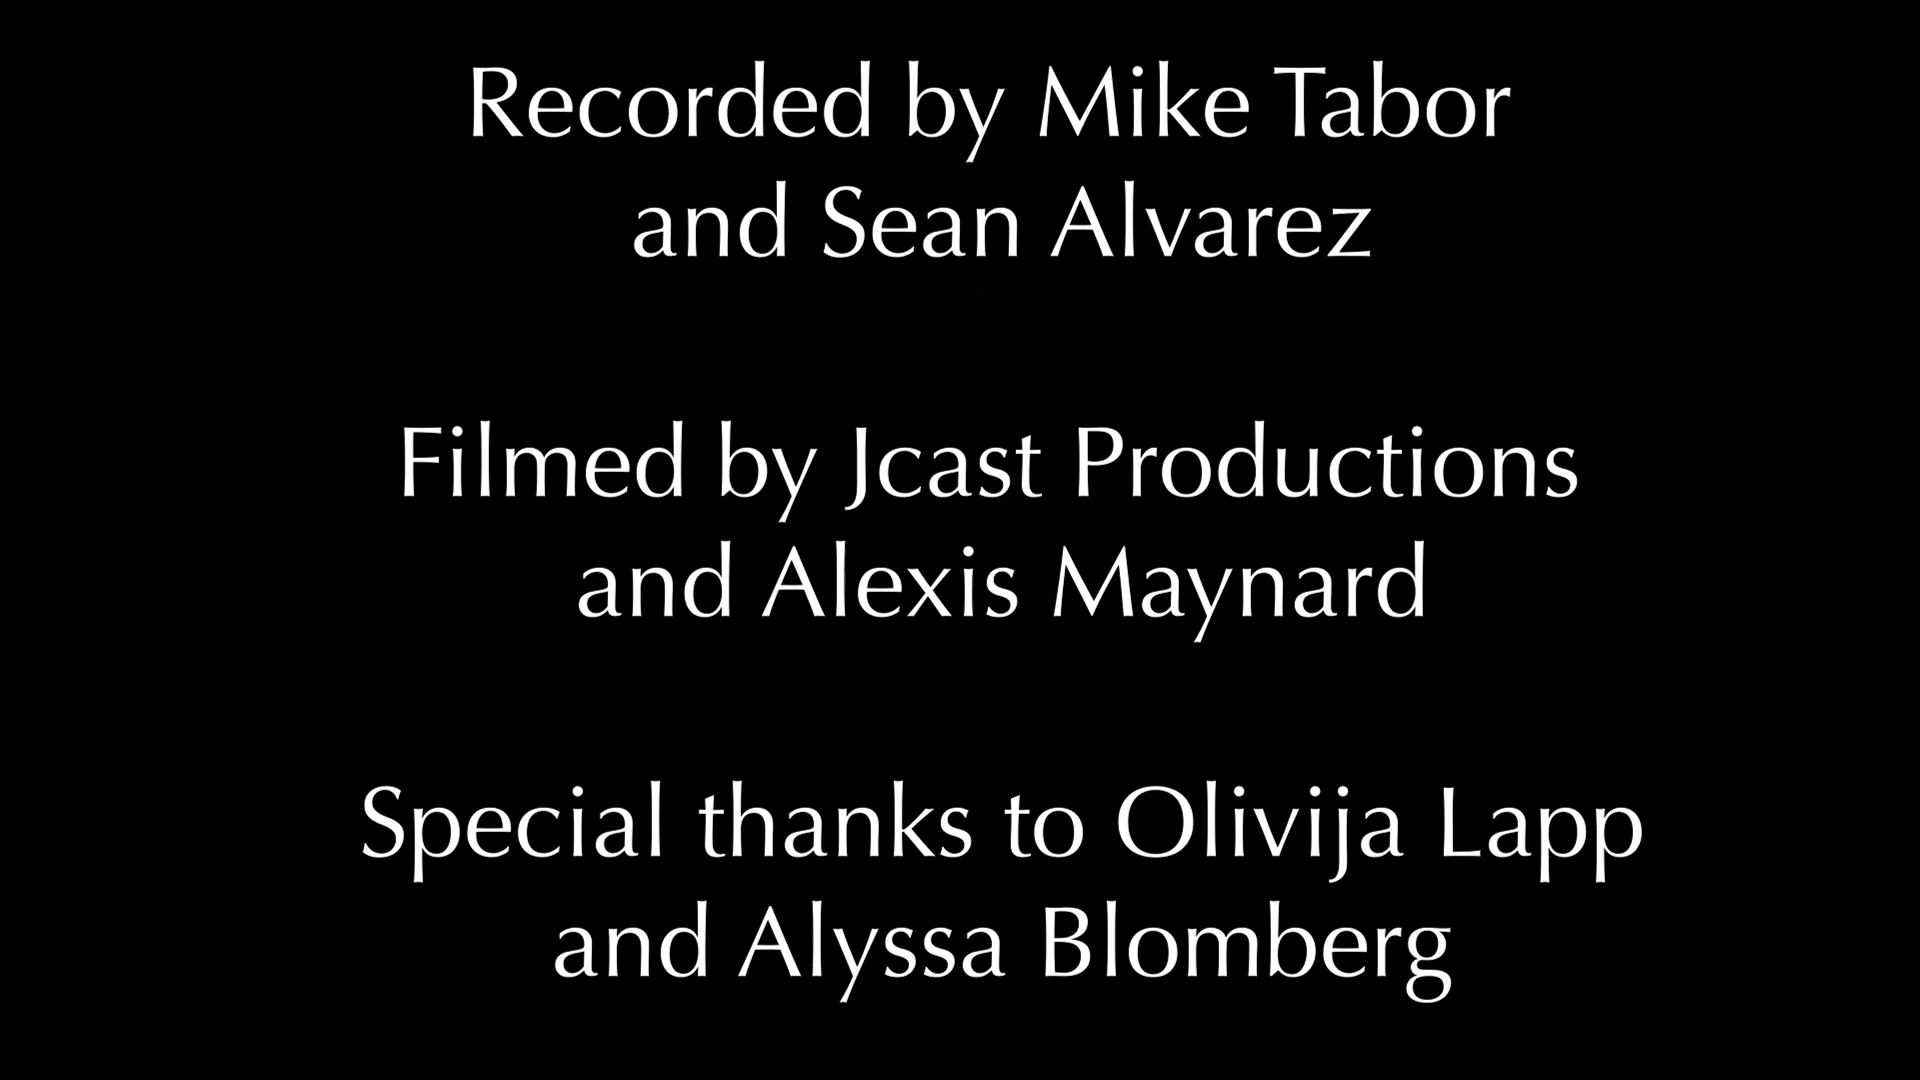 Recorded by Mike Tabor
and Sean Alvarez
Filmed by Jcast Productions
and Alexis Maynard
Special thanks to Olivija Lapp
and Alyssa Blomberg